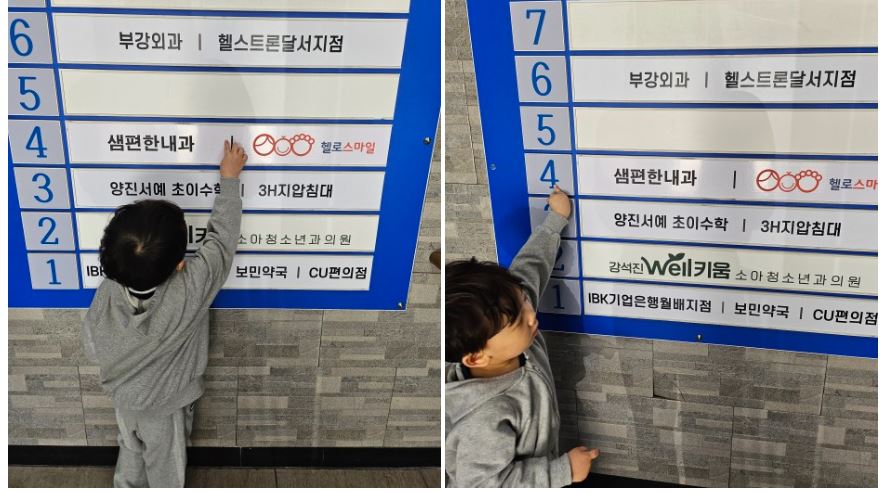 6 부강외과 | 헬스트론달서지점
5
4 샘편한내과 | 헬로스마일
3 양진서예 초이수학 | 3H지압침대
2 소아청소년과의원
1 IBK 보민약국 | CU편의점
7
6 부강외과 | 헬스트론달서지점
5
4 샘편한내과 | 헬로스마
양진서예 초이수학 | 3H지압침대
2 강석진 Well키움 소아청소년과의원
1 IBK기업은행월배지점 | 보민약국 | CU편의점